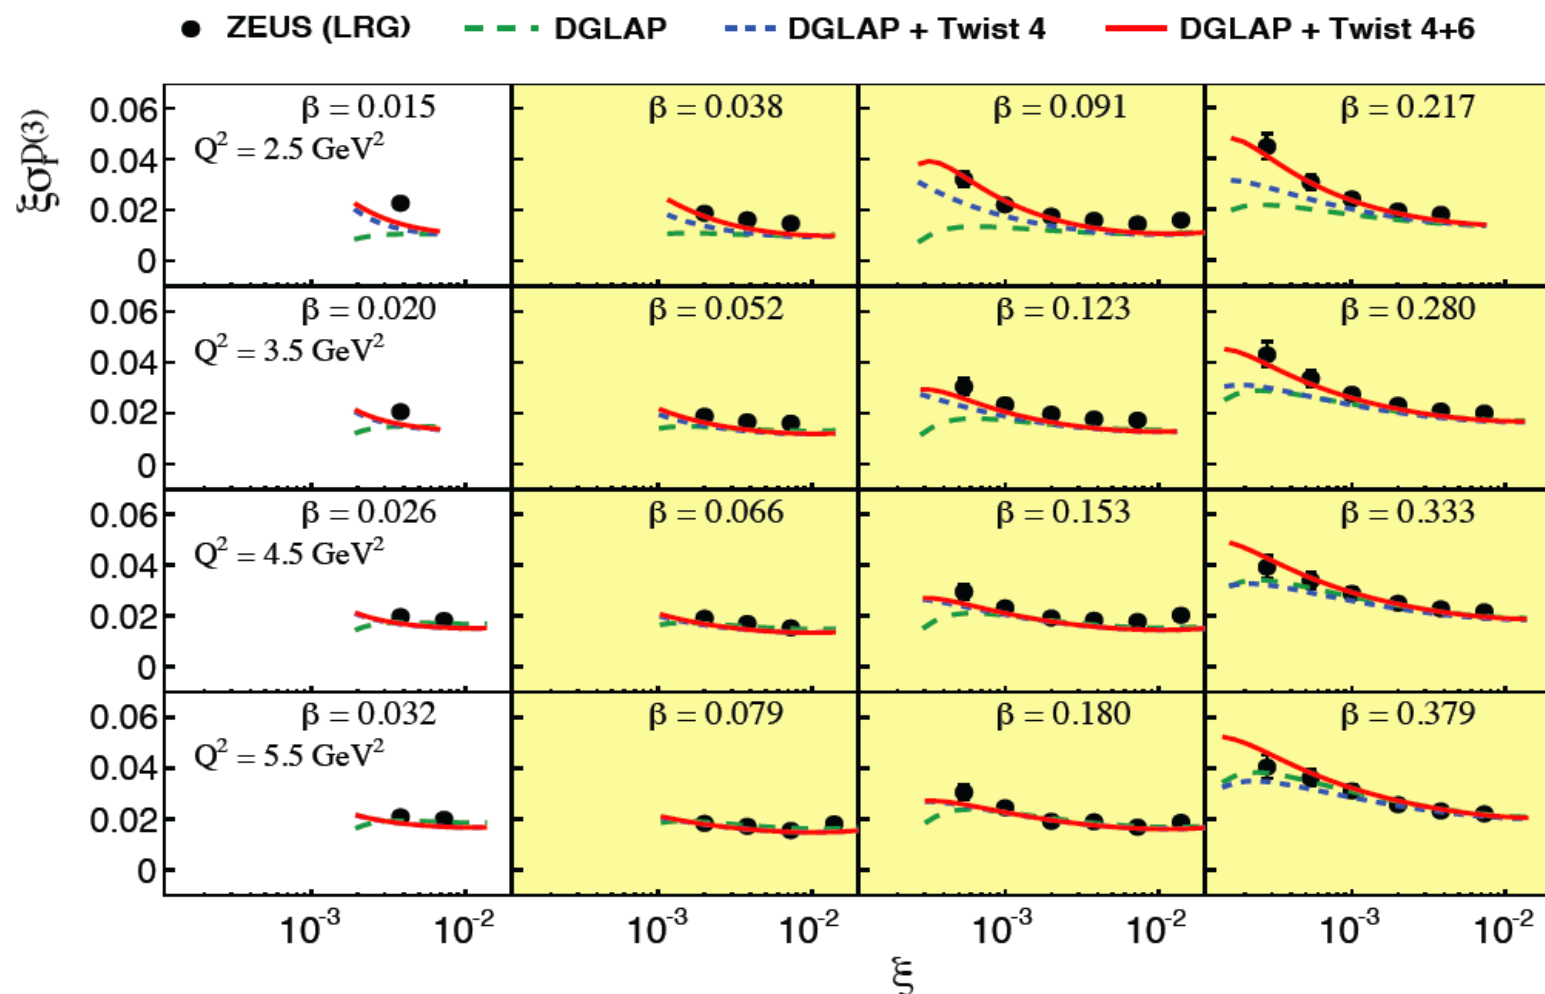 ZEUS (LRG) DGLAP DGLAP + Twist 4 DGLAP + Twist 4+6
ξσ_r^{D(3)}
β = 0.015 β = 0.038 β = 0.091 β = 0.217
Q² = 2.5 GeV²
0.06
0.04
0.02
0
β = 0.020 β = 0.052 β = 0.123 β = 0.280
Q² = 3.5 GeV²
0.06
0.04
0.02
0
β = 0.026 β = 0.066 β = 0.153 β = 0.333
Q² = 4.5 GeV²
0.06
0.04
0.02
0
β = 0.032 β = 0.079 β = 0.180 β = 0.379
Q² = 5.5 GeV²
0.06
0.04
0.02
0
10⁻³ 10⁻² 10⁻³ 10⁻² 10⁻³ 10⁻² 10⁻³ 10⁻²
ξ